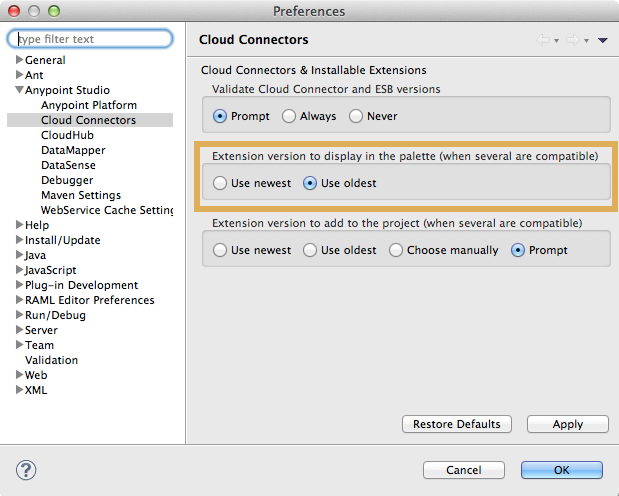 Preferences
type filter text
General
Ant
Anypoint Studio
Anypoint Platform
Cloud Connectors
CloudHub
DataMapper
DataSense
Debugger
Maven Settings
WebService Cache Setting
Help
Install/Update
Java
JavaScript
Plug-in Development
RAML Editor Preferences
Run/Debug
Server
Team
Validation
Web
XML
Cloud Connectors
Cloud Connectors & Installable Extensions
Validate Cloud Connector and ESB versions
Prompt Always Never
Extension version to display in the palette (when several are compatible)
Use newest Use oldest
Extension version to add to the project (when several are compatible)
Use newest Use oldest Choose manually Prompt
Restore Defaults Apply
? Cancel OK